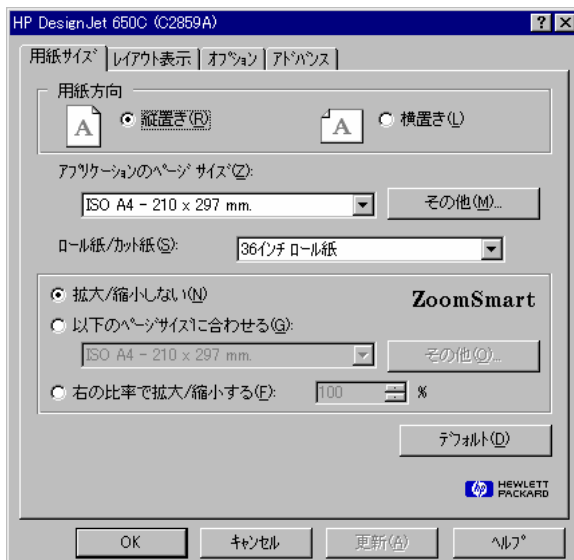 HP DesignJet 650C (C2859A)
用紙ｻｲｽﾞ ﾚｲｱｳﾄ表示 ｵﾌﾟｼｮﾝ ｱﾄﾞﾊﾞﾝｽ
用紙方向
A 縦置き(R) A 横置き(L)
ｱﾌﾟﾘｹｰｼｮﾝのﾍﾟｰｼﾞ ｻｲｽﾞ(Z):
ISO A4 - 210 x 297 mm. その他(M)...
ﾛｰﾙ紙/ｶｯﾄ紙(S): 36ｲﾝﾁ ﾛｰﾙ紙
拡大/縮小しない(N) ZoomSmart
以下のﾍﾟｰｼﾞｻｲｽﾞに合わせる(G):
ISO A4 - 210 x 297 mm. その他(O)...
右の比率で拡大/縮小する(F): 100 %
ﾃﾞﾌｫﾙﾄ(D)
hp HEWLETT
PACKARD
OK ｷｬﾝｾﾙ 更新(A) ﾍﾙﾌﾟ